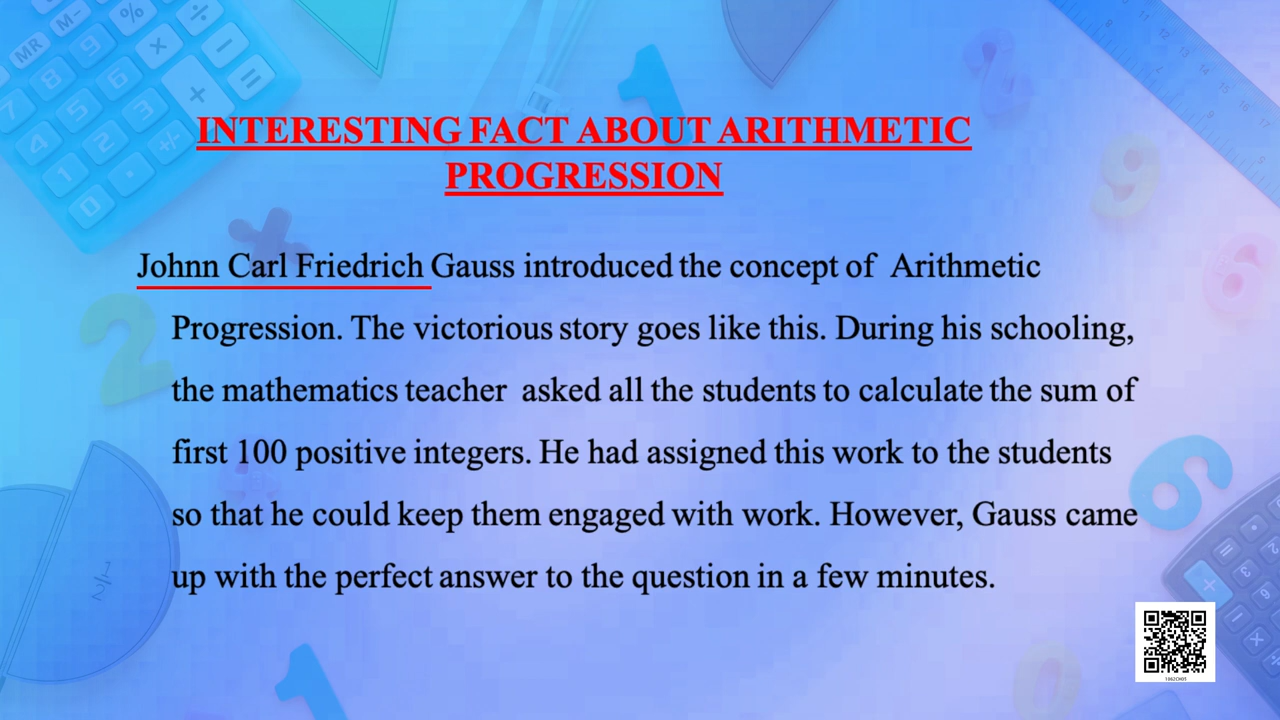 INTERESTING FACT ABOUT ARITHMETIC
PROGRESSION
Johnn Carl Friedrich Gauss introduced the concept of Arithmetic
Progression. The victorious story goes like this. During his schooling,
the mathematics teacher asked all the students to calculate the sum of
first 100 positive integers. He had assigned this work to the students
so that he could keep them engaged with work. However, Gauss came
up with the perfect answer to the question in a few minutes.
1062CH05